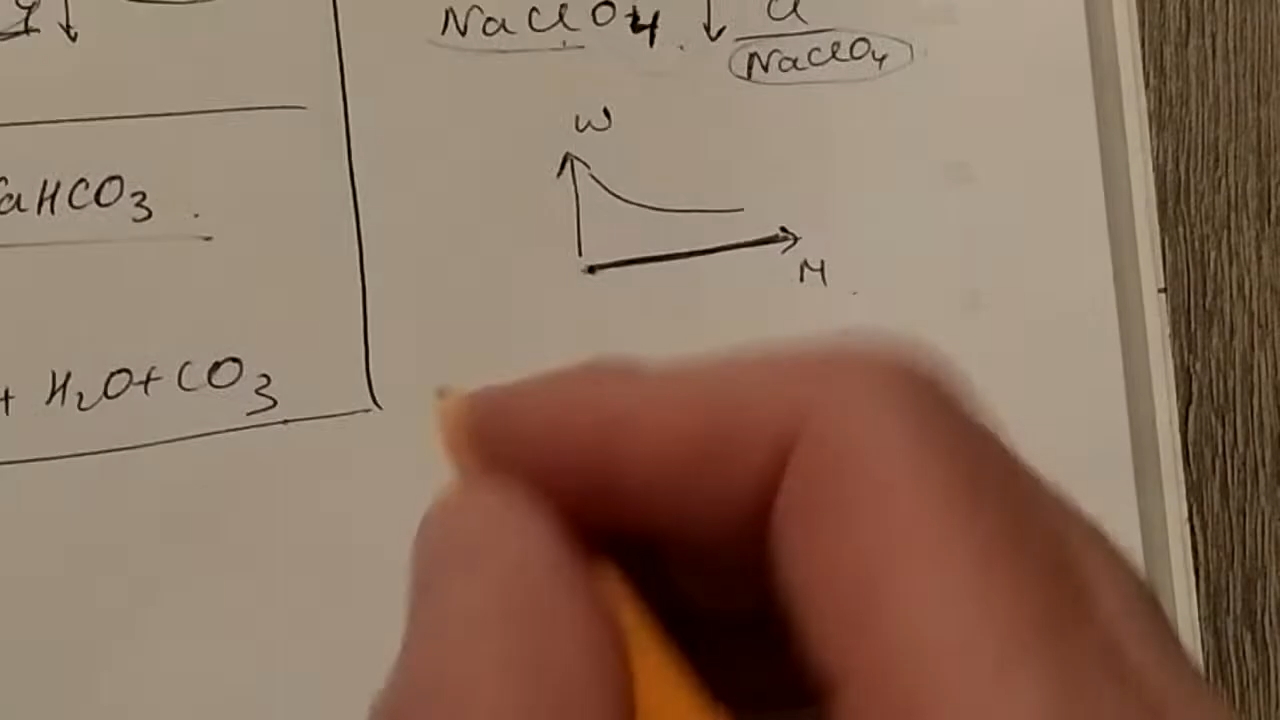 NaClO4 . ↓ Cl
NaClO4
W
aHCO3 .
M
+ H2O + CO3